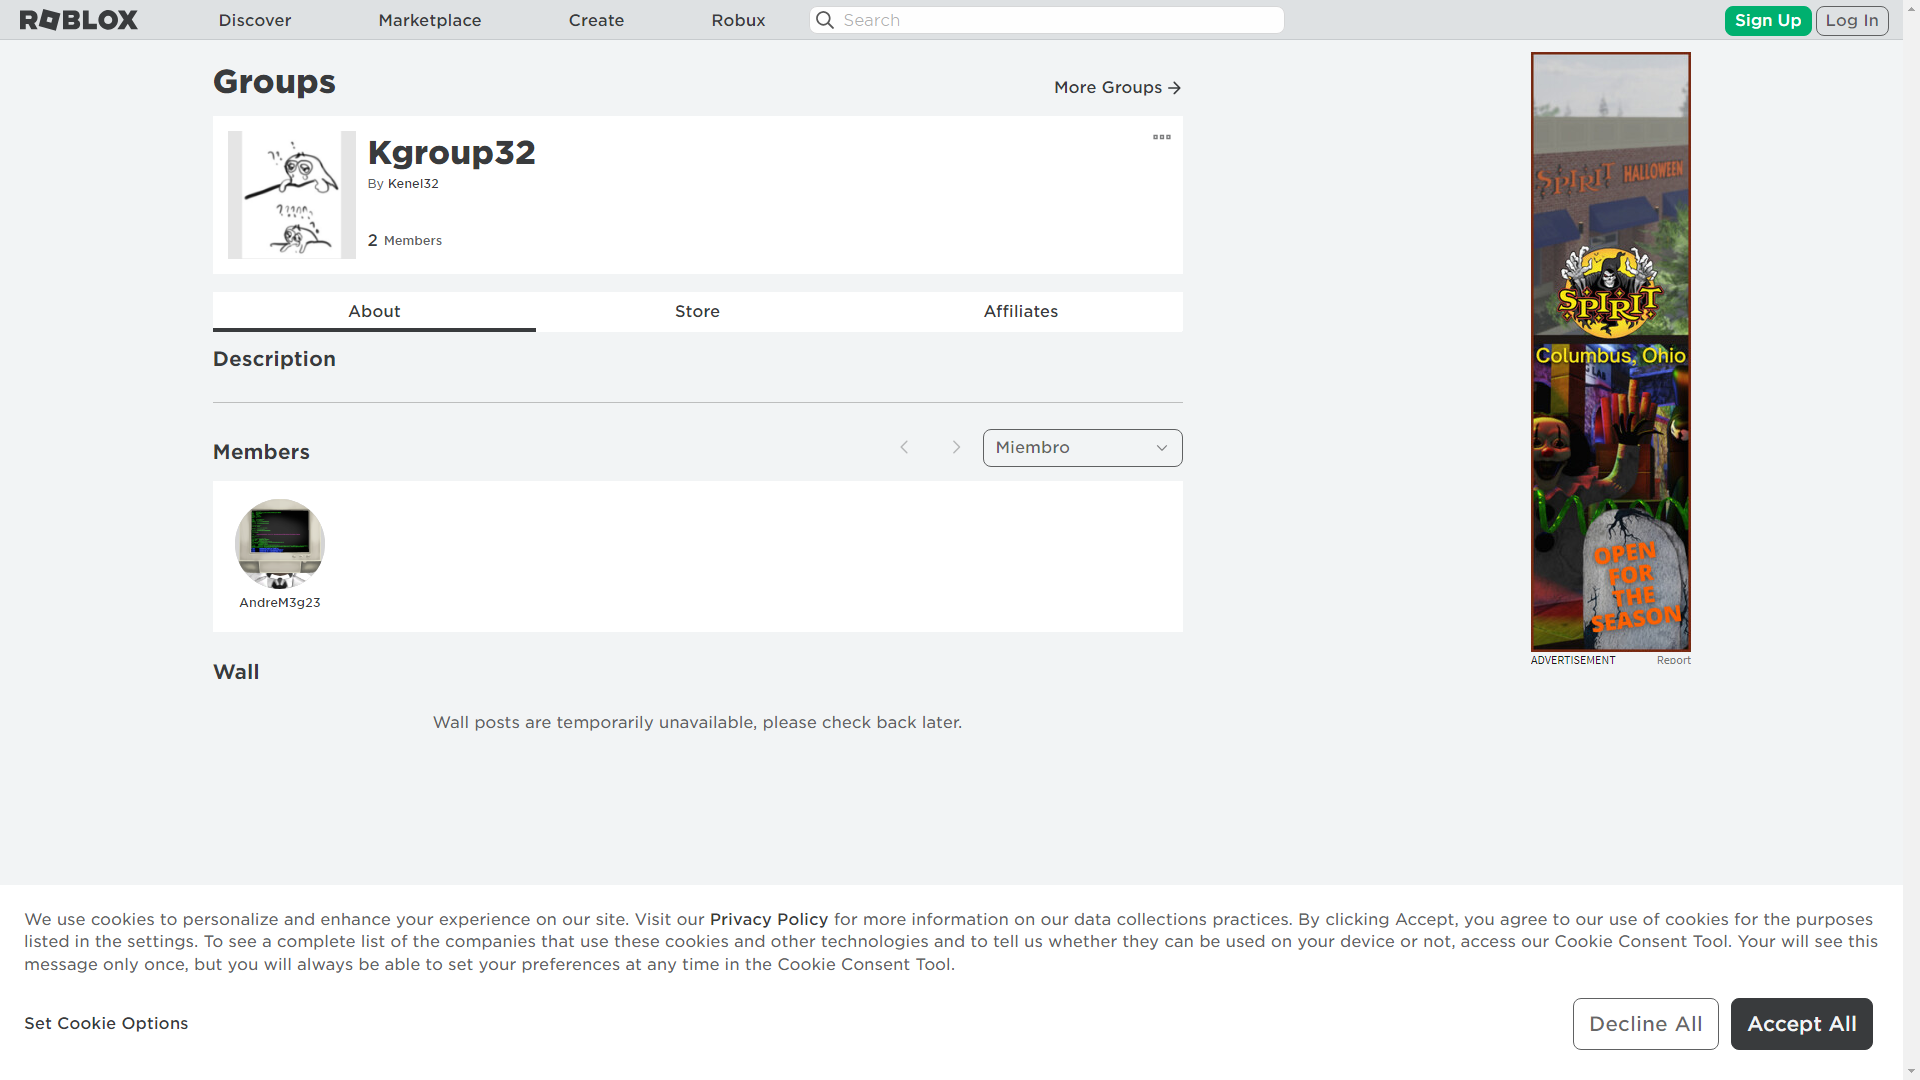 ROBLOX
Discover
Marketplace
Create
Robux
Search
Sign Up
Log In
Groups
More Groups
Kgroup32
By Kenel32
2 Members
About
Store
Affiliates
Description
Members
Miembro
AndreM3g23
Wall
Wall posts are temporarily unavailable, please check back later.
SPIRIT HALLOWEEN
SPIRIT
Columbus, Ohio
LAB
OPEN
FOR
THE
SEASON
ADVERTISEMENT
Report
We use cookies to personalize and enhance your experience on our site. Visit our Privacy Policy for more information on our data collections practices. By clicking Accept, you agree to our use of cookies for the purposes
listed in the settings. To see a complete list of the companies that use these cookies and other technologies and to tell us whether they can be used on your device or not, access our Cookie Consent Tool. Your will see this
message only once, but you will always be able to set your preferences at any time in the Cookie Consent Tool.
Set Cookie Options
Decline All
Accept All